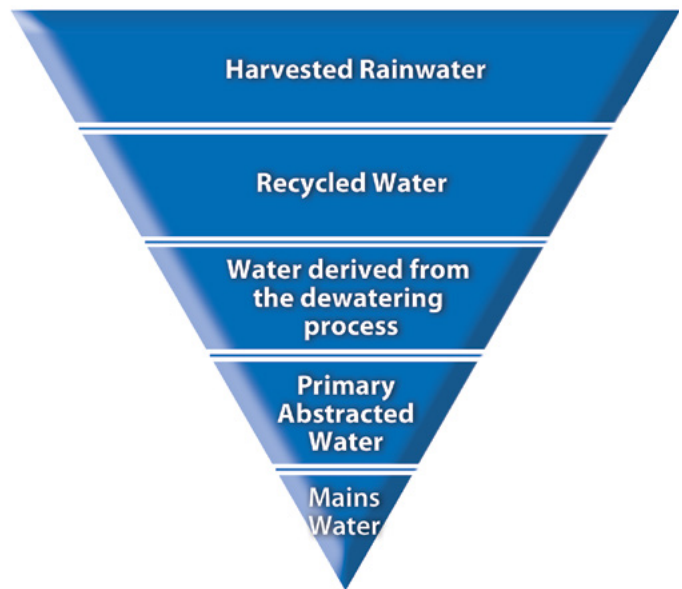 Harvested Rainwater
Recycled Water
Water derived from
the dewatering
process
Primary
Abstracted
Water
Mains
Water